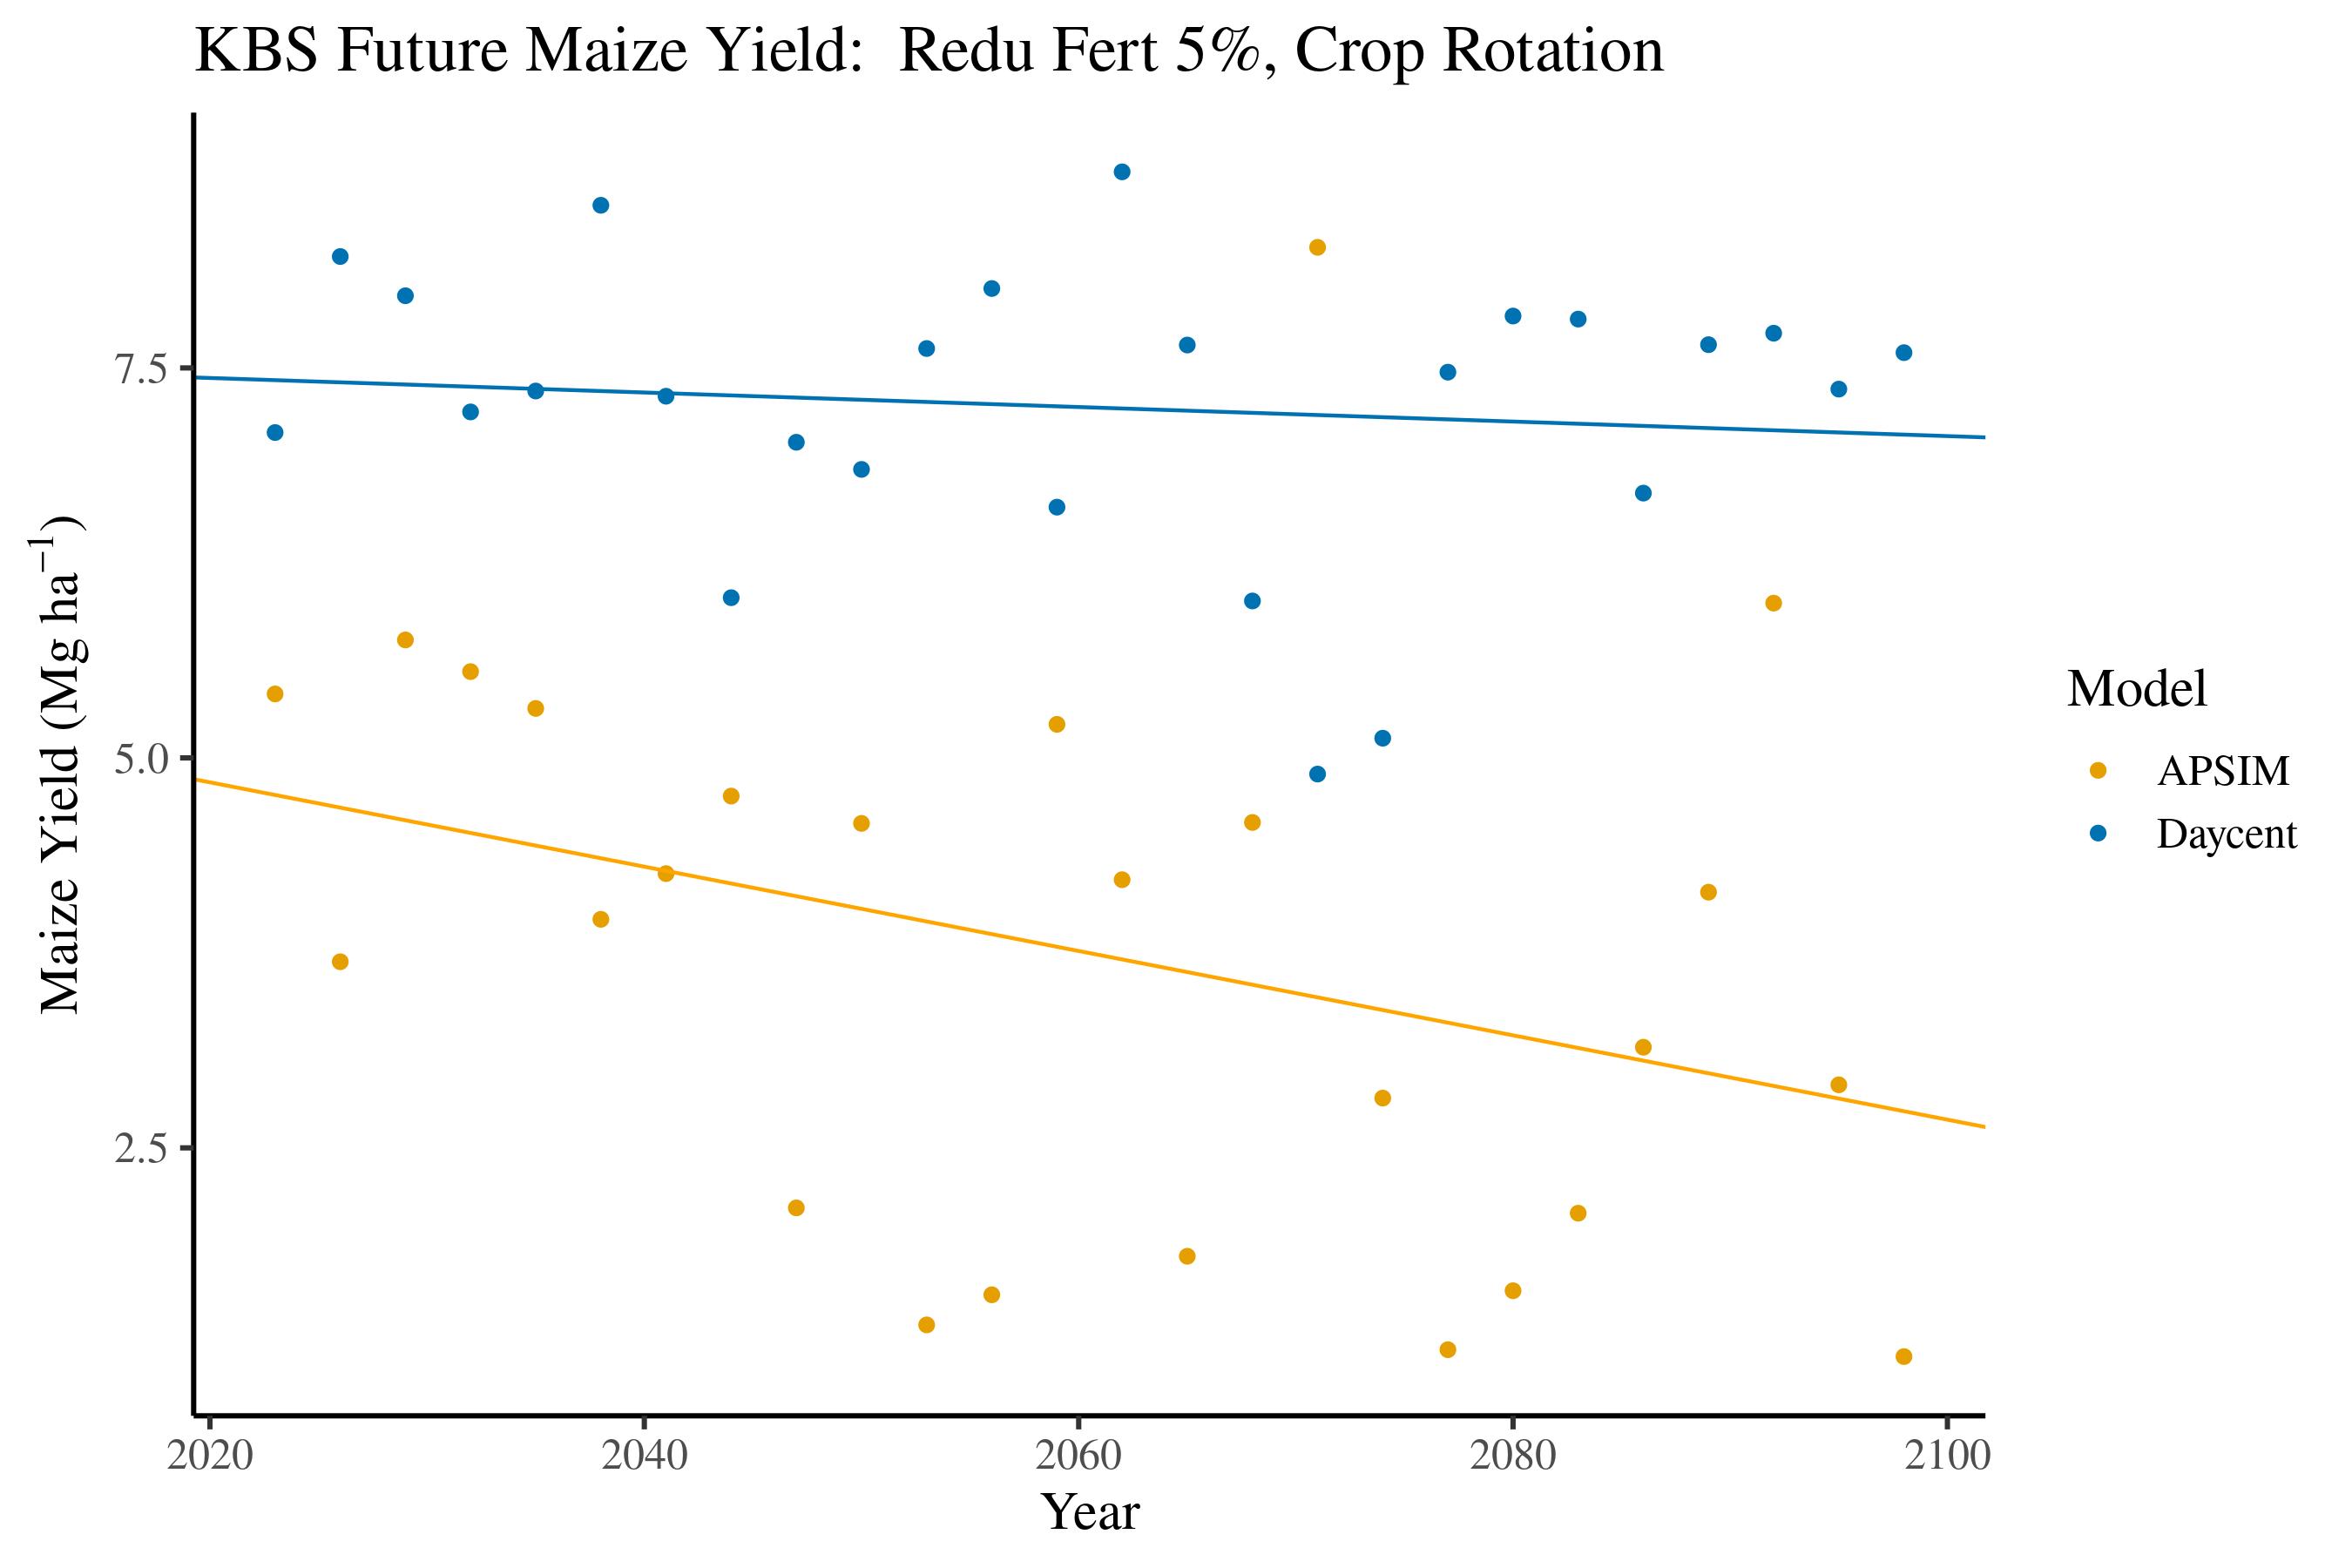 KBS Future Maize Yield:  Redu Fert 5%, Crop Rotation
Maize Yield (Mg ha⁻¹)
7.5
5.0
2.5
2020 2040 2060 2080 2100
Year
Model
APSIM
Daycent